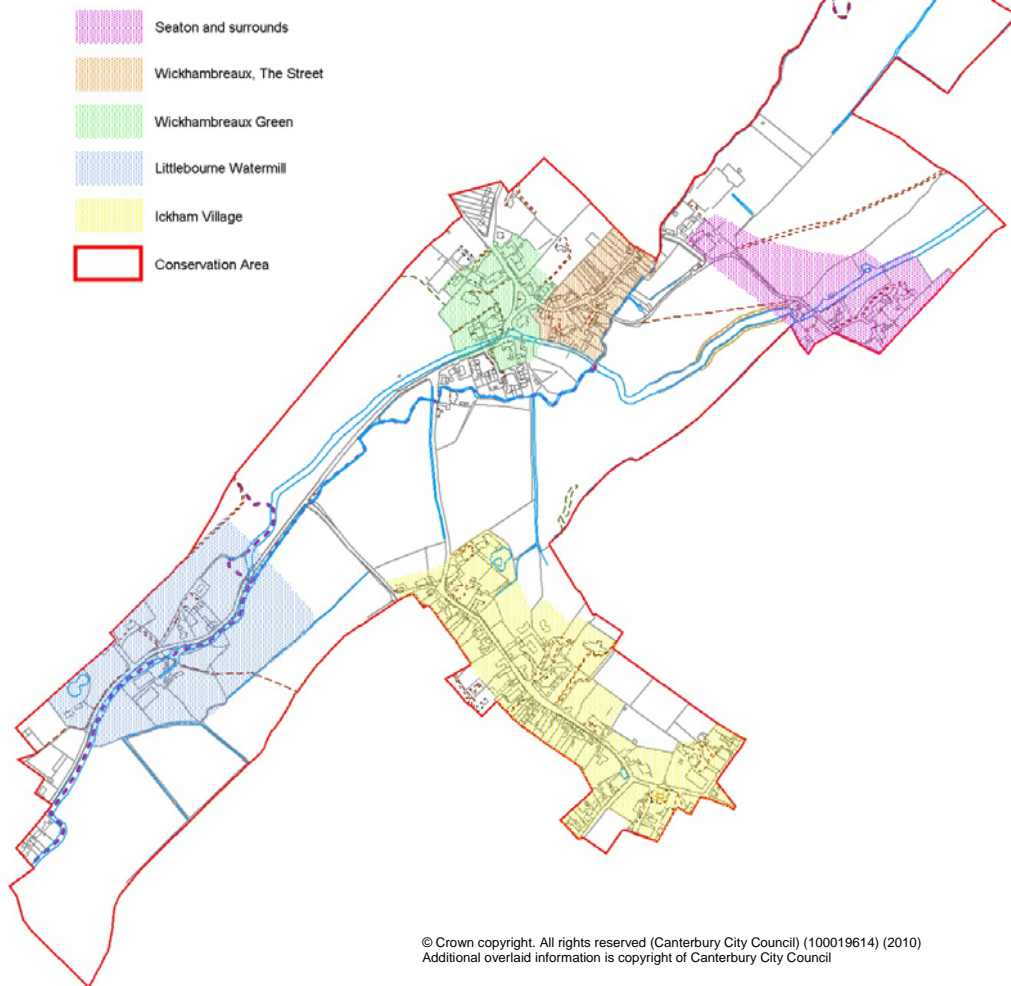 Seaton and surrounds
Wickhambreaux, The Street
Wickhambreaux Green
Littlebourne Watermill
Ickham Village
Conservation Area
© Crown copyright. All rights reserved (Canterbury City Council) (100019614) (2010)
Additional overlaid information is copyright of Canterbury City Council